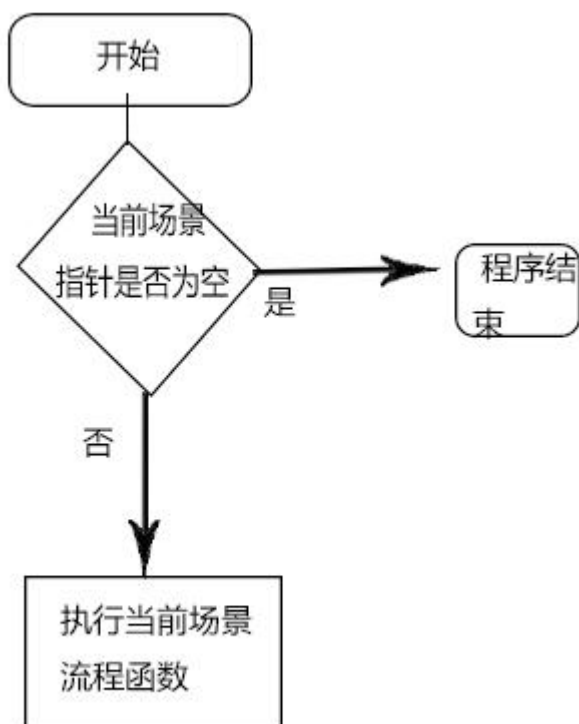 开始
当前场景
指针是否为空
是
程序结
束
否
执行当前场景
流程函数